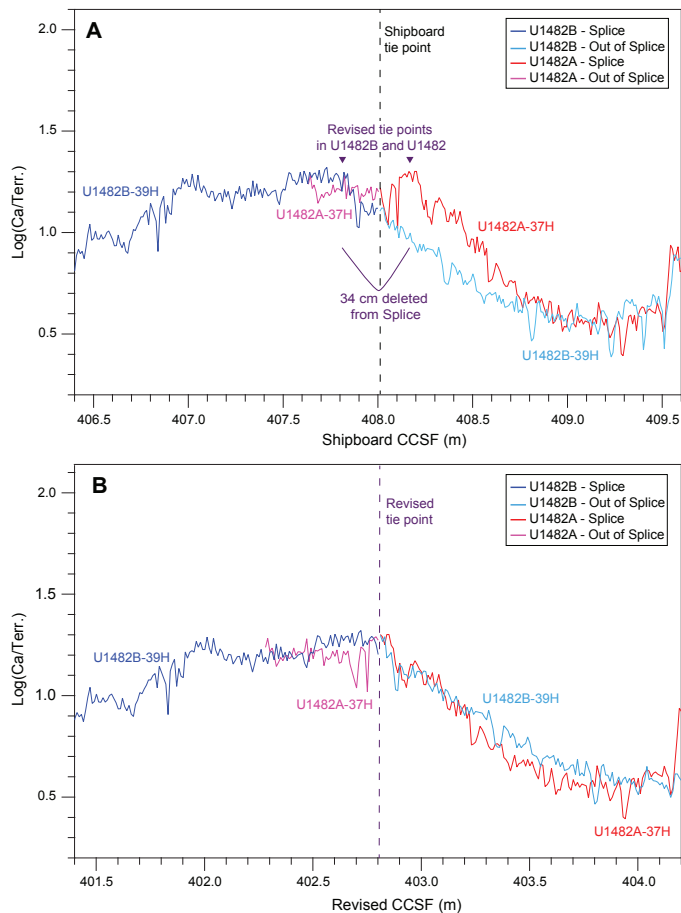 A
Shipboard
tie point
U1482B - Splice
U1482B - Out of Splice
U1482A - Splice
U1482A - Out of Splice
Revised tie points
in U1482B and U1482
U1482B-39H
U1482A-37H
U1482A-37H
34 cm deleted
from Splice
U1482B-39H
Log(Ca/Terr.)
2.0
1.5
1.0
0.5
406.5
407.0
407.5
408.0
408.5
409.0
409.5
Shipboard CCSF (m)
B
Revised
tie point
U1482B - Splice
U1482B - Out of Splice
U1482A - Splice
U1482A - Out of Splice
U1482B-39H
U1482A-37H
U1482B-39H
U1482A-37H
Log(Ca/Terr.)
2.0
1.5
1.0
0.5
401.5
402.0
402.5
403.0
403.5
404.0
Revised CCSF (m)